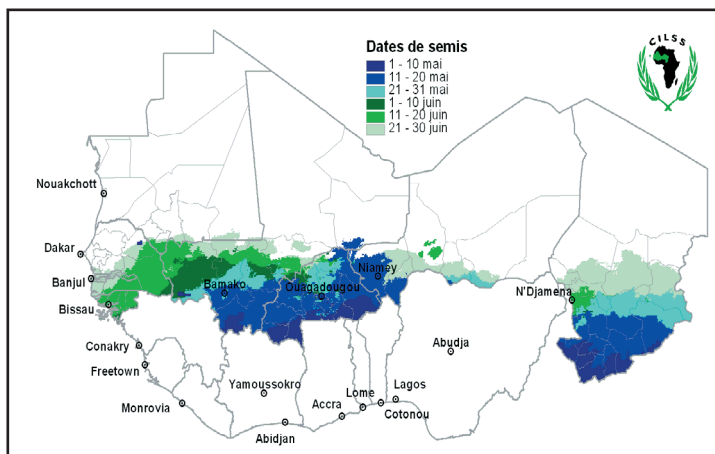 Dates de semis
1 - 10 mai
11 - 20 mai
21 - 31 mai
1 - 10 juin
11 - 20 juin
21 - 30 juin
CILSS
Nouakchott
Dakar
Banjul
Bissau
Bamako
Ouagadougou
Niamey
N'Djamena
Conakry
Freetown
Monrovia
Yamoussokro
Abidjan
Accra
Lome
Cotonou
Lagos
Abudja